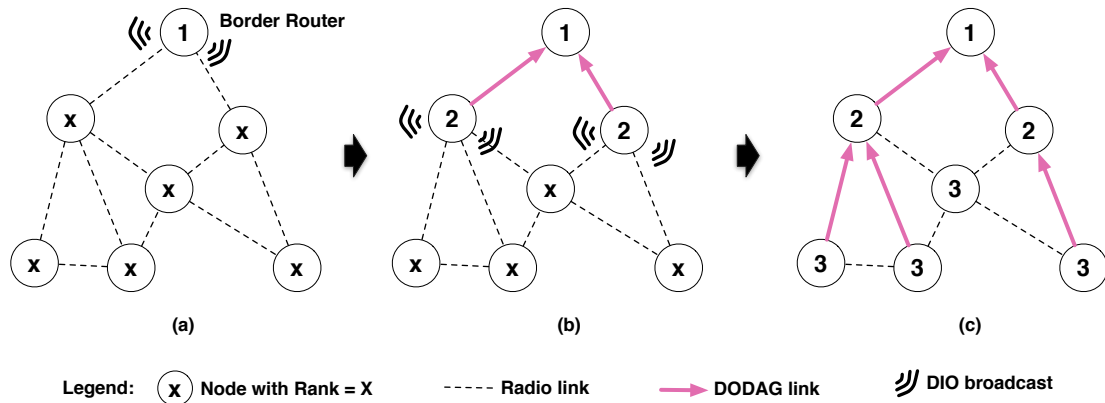 1 Border Router 1 1
x x 2 2 2 2
x x 3
x x x x x x 3 3 3
(a) (b) (c)
Legend: x Node with Rank = X Radio link DODAG link DIO broadcast